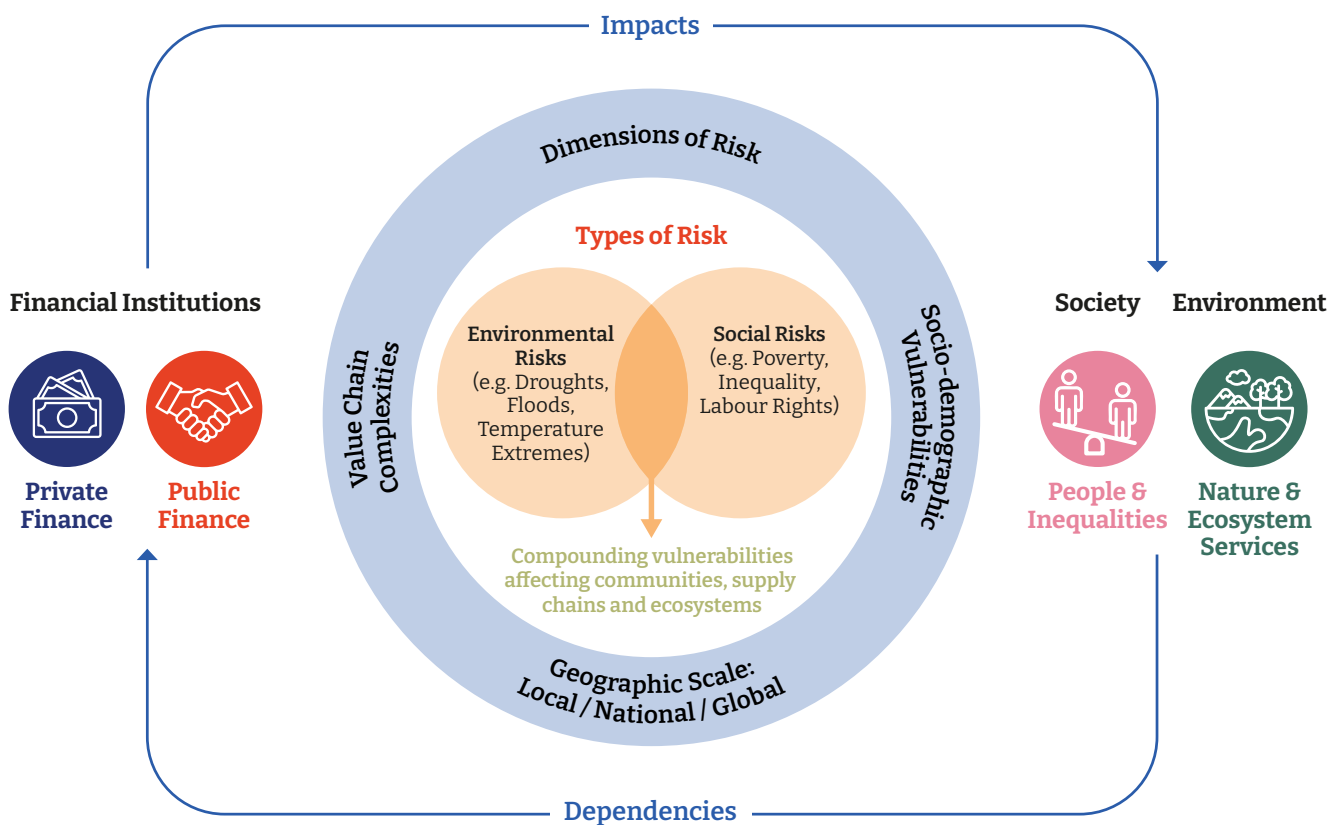 Impacts
Dimensions of Risk
Types of Risk
Financial Institutions
Private
Finance
Public
Finance
Value Chain
Complexities
Environmental
Risks
(e.g. Droughts,
Floods,
Temperature
Extremes)
Social Risks
(e.g. Poverty,
Inequality,
Labour Rights)
Compounding vulnerabilities
affecting communities, supply
chains and ecosystems
Socio-demographic
Vulnerabilities
Geographic Scale:
Local / National / Global
Society
Environment
People &
Inequalities
Nature &
Ecosystem
Services
Dependencies